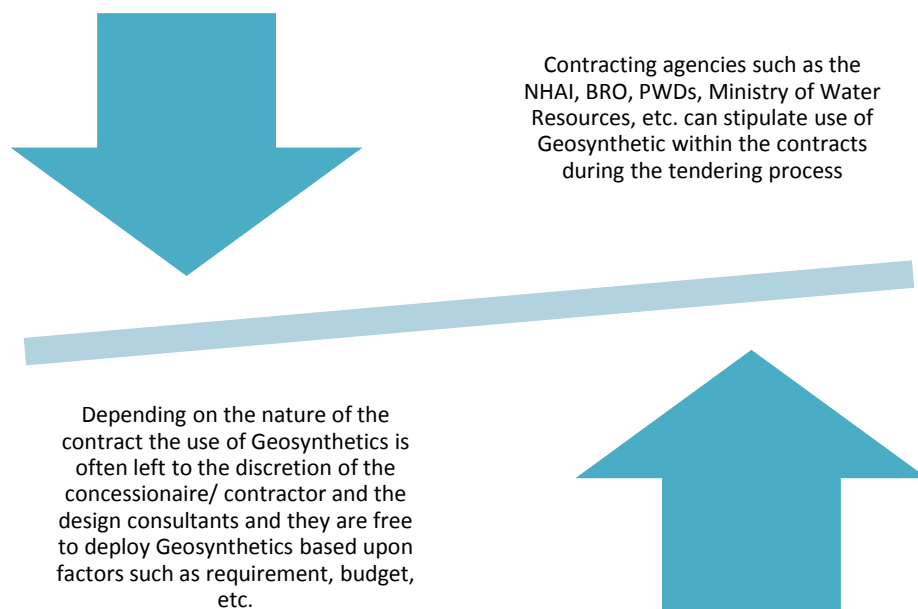 Contracting agencies such as the
NHAI, BRO, PWDs, Ministry of Water
Resources, etc. can stipulate use of
Geosynthetic within the contracts
during the tendering process
Depending on the nature of the
contract the use of Geosynthetics is
often left to the discretion of the
concessionaire/ contractor and the
design consultants and they are free
to deploy Geosynthetics based upon
factors such as requirement, budget,
etc.